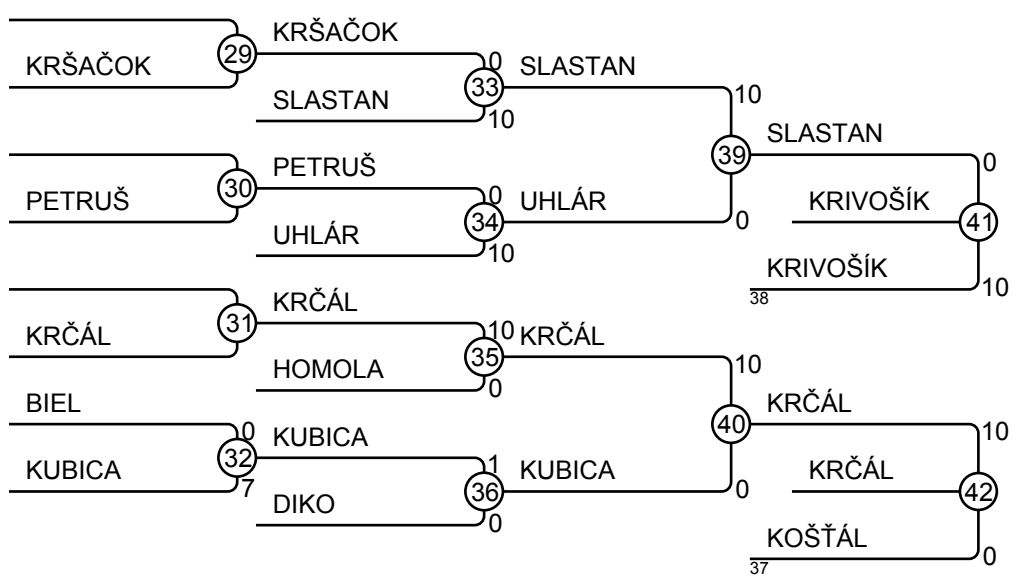 KRŠAČOK
29
KRŠAČOK
0
SLASTAN
33
SLASTAN
10
10
SLASTAN
PETRUŠ
30
PETRUŠ
0
39
0
UHLÁR
34
UHLÁR
0
KRIVOŠÍK
41
10
KRIVOŠÍK
10
38
KRČÁL
31
KRČÁL
10
KRČÁL
35
HOMOLA
0
10
BIEL
0
KUBICA
40
KRČÁL
10
KUBICA
32
7
1
KUBICA
0
KRČÁL
42
DIKO
36
0
KOŠŤÁL
0
37